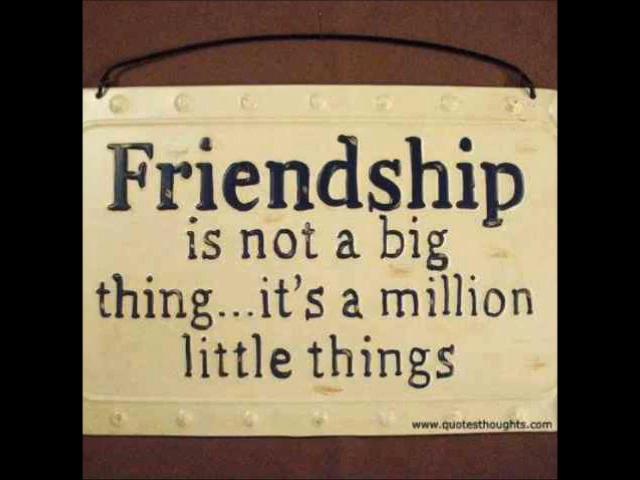 Friendship
is not a big
thing...it's a million
little things
www.quotesthoughts.com